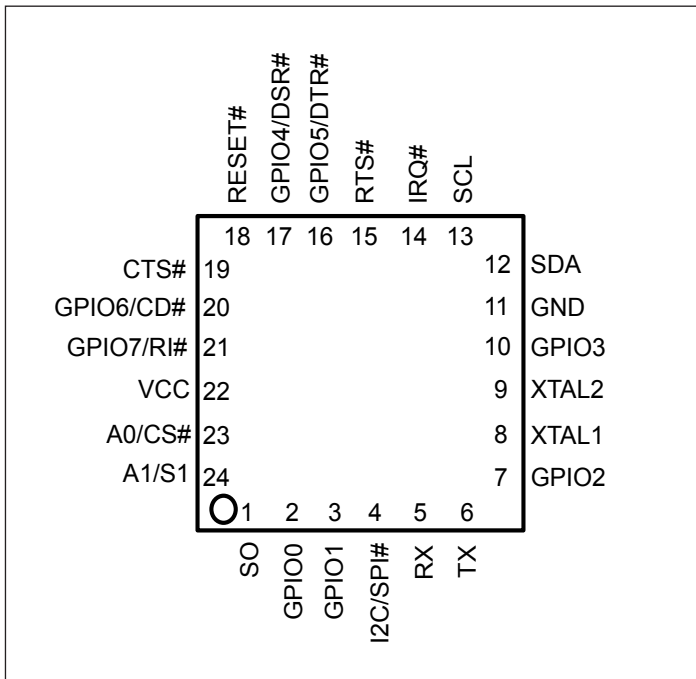 RESET#
GPIO4/DSR#
GPIO5/DTR#
RTS#
IRQ#
SCL
18 17 16 15 14 13
CTS# 19
12 SDA
GPIO6/CD# 20
11 GND
GPIO7/RI# 21
10 GPIO3
VCC 22
9 XTAL2
A0/CS# 23
8 XTAL1
A1/S1 24
7 GPIO2
1 2 3 4 5 6
SO
GPIO0
GPIO1
I2C/SPI#
RX
TX